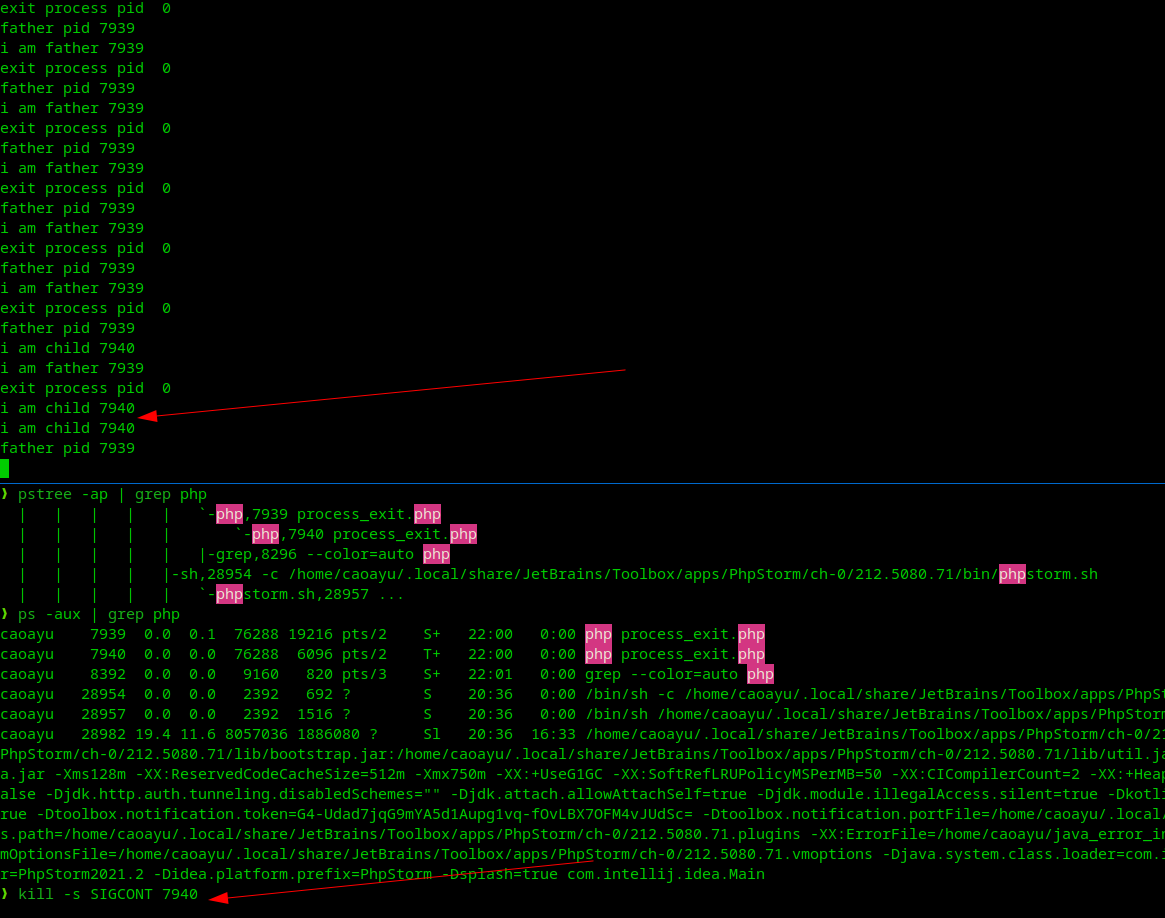 exit process pid  0
father pid 7939
i am father 7939
exit process pid  0
father pid 7939
i am father 7939
exit process pid  0
father pid 7939
i am father 7939
exit process pid  0
father pid 7939
i am father 7939
exit process pid  0
father pid 7939
i am father 7939
exit process pid  0
father pid 7939
i am child 7940
i am father 7939
exit process pid  0
i am child 7940
i am child 7940
father pid 7939
❯ pstree -ap | grep php
  |   |   |   |   |   `-php,7939 process_exit.php
  |   |   |   |   |       `-php,7940 process_exit.php
  |   |   |   |   |   |-grep,8296 --color=auto php
  |   |   |   |   |-sh,28954 -c /home/caoayu/.local/share/JetBrains/Toolbox/apps/PhpStorm/ch-0/212.5080.71/bin/phpstorm.sh
  |   |   |   |   |   `-phpstorm.sh,28957 ...
❯ ps -aux | grep php
caoayu    7939  0.0  0.1  76288 19216 pts/2    S+   22:00   0:00 php process_exit.php
caoayu    7940  0.0  0.0  76288  6096 pts/2    T+   22:00   0:00 php process_exit.php
caoayu    8392  0.0  0.0   9160   820 pts/3    S+   22:01   0:00 grep --color=auto php
caoayu   28954  0.0  0.0   2392   692 ?        S    20:36   0:00 /bin/sh -c /home/caoayu/.local/share/JetBrains/Toolbox/apps/PhpSt
caoayu   28957  0.0  0.0   2392  1516 ?        S    20:36   0:00 /bin/sh /home/caoayu/.local/share/JetBrains/Toolbox/apps/PhpStorm
caoayu   28982 19.4 11.6 8057036 1886080 ?     Sl   20:36  16:33 /home/caoayu/.local/share/JetBrains/Toolbox/apps/PhpStorm/ch-0/21
PhpStorm/ch-0/212.5080.71/lib/bootstrap.jar:/home/caoayu/.local/share/JetBrains/Toolbox/apps/PhpStorm/ch-0/212.5080.71/lib/util.ja
a.jar -Xms128m -XX:ReservedCodeCacheSize=512m -Xmx750m -XX:+UseG1GC -XX:SoftRefLRUPolicyMSPerMB=50 -XX:CICompilerCount=2 -XX:+Heap
alse -Djdk.http.auth.tunneling.disabledSchemes="" -Djdk.attach.allowAttachSelf=true -Djdk.module.illegalAccess.silent=true -Dkotli
rue -Dtoolbox.notification.token=G4-Udad7jqG9mYA5d1Aupg1vq-fOvLBX7OFM4vJUdSc= -Dtoolbox.notification.portFile=/home/caoayu/.local/
s.path=/home/caoayu/.local/share/JetBrains/Toolbox/apps/PhpStorm/ch-0/212.5080.71.plugins -XX:ErrorFile=/home/caoayu/java_error_in
mOptionsFile=/home/caoayu/.local/share/JetBrains/Toolbox/apps/PhpStorm/ch-0/212.5080.71.vmoptions -Djava.system.class.loader=com.i
r=PhpStorm2021.2 -Didea.platform.prefix=PhpStorm -Dsplash=true com.intellij.idea.Main
❯ kill -s SIGCONT 7940